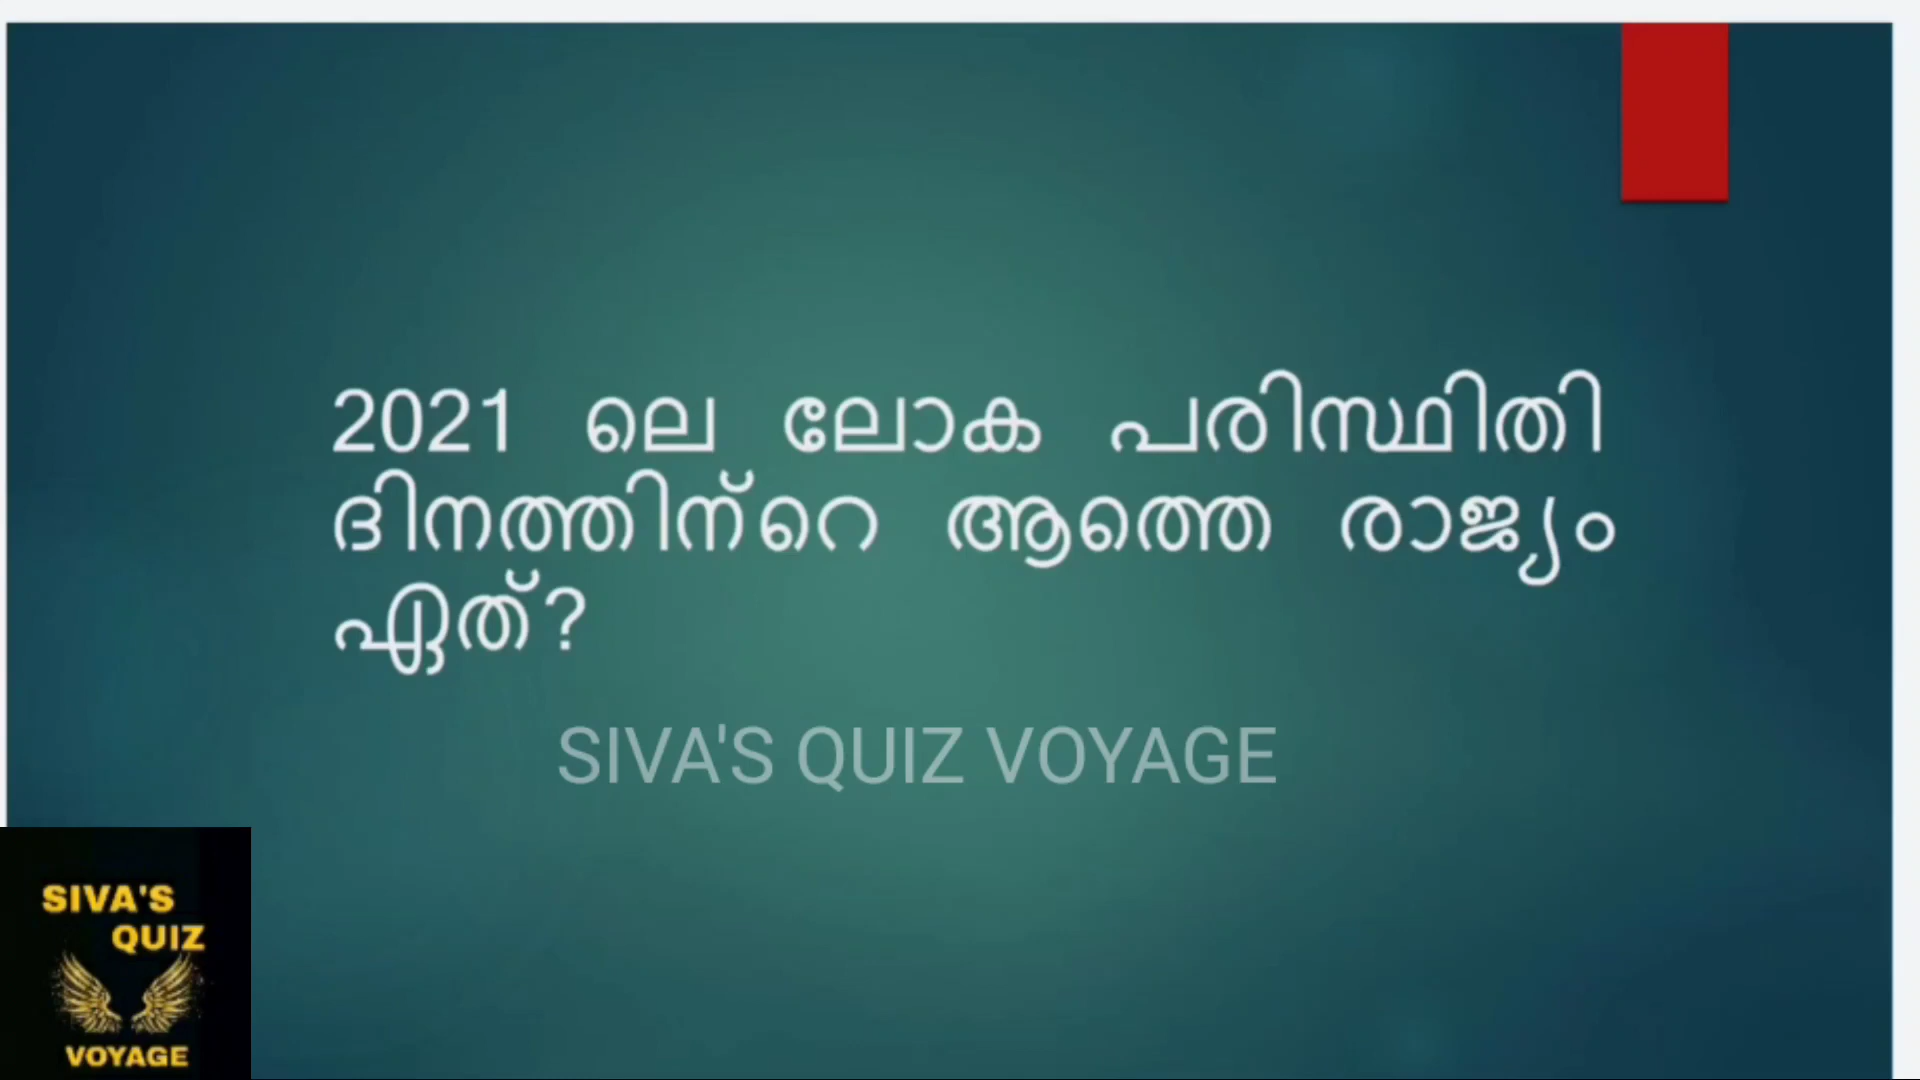 2021 ലെ ലോക പരിസ്ഥിതി
ദിനത്തിന്റെ ആത്തെ രാജ്യം
ഏത്?
SIVA'S QUIZ VOYAGE
SIVA'S
QUIZ
VOYAGE